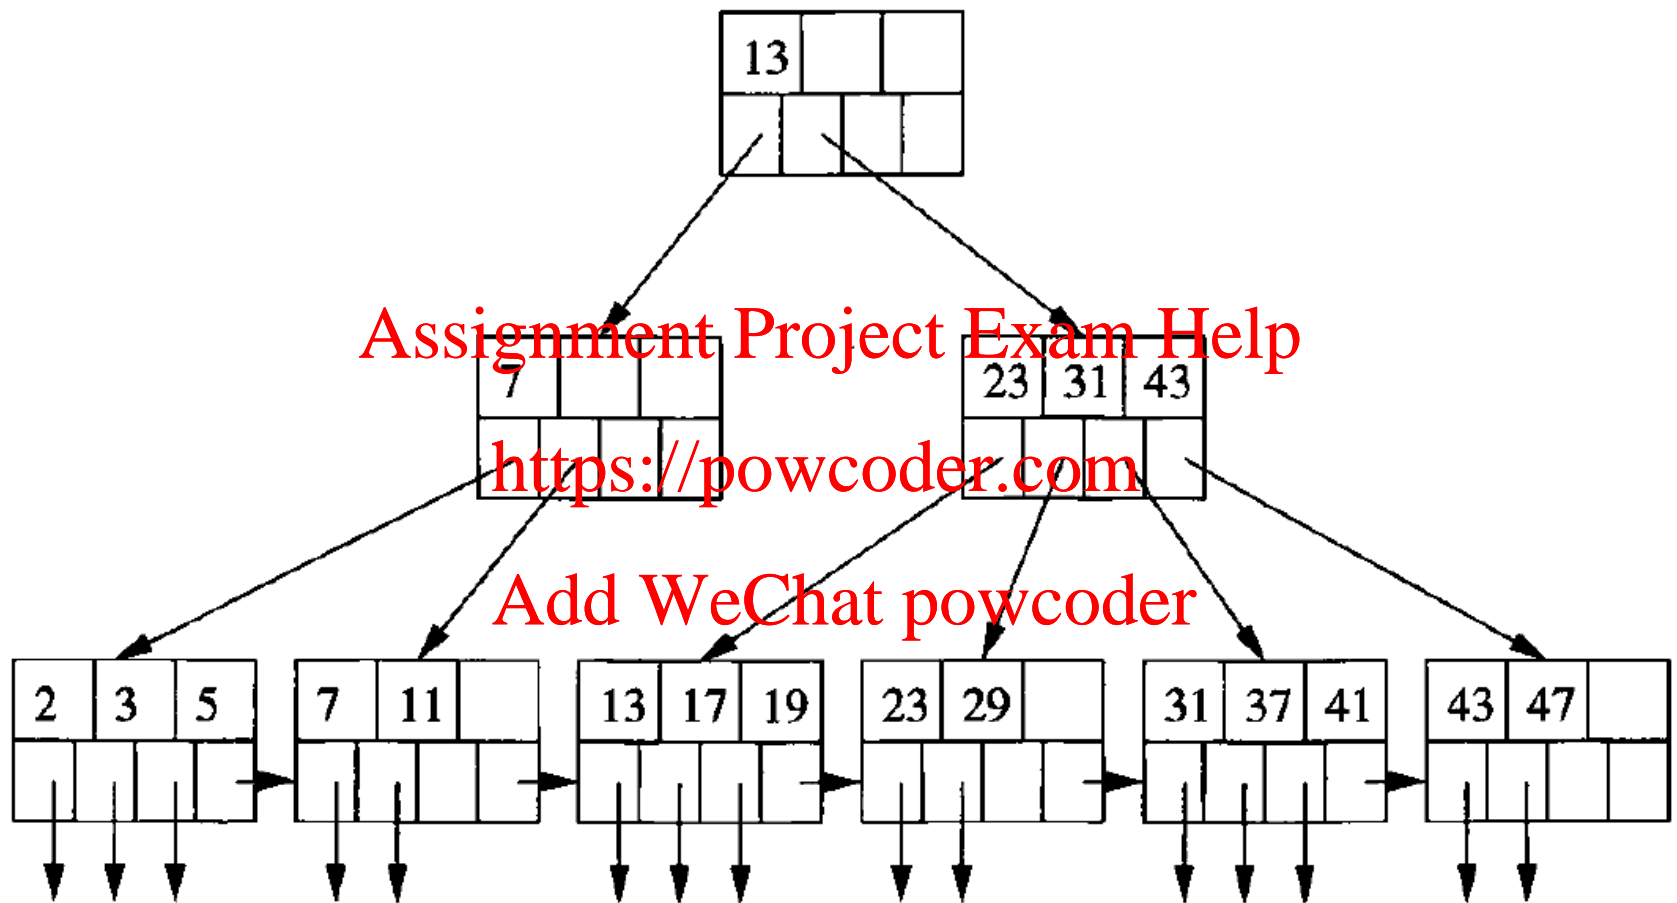 13
Assignment Project Exam Help
7
23 31 43
https://powcoder.com
Add WeChat powcoder
2 3 5 7 11 13 17 19 23 29 31 37 41 43 47